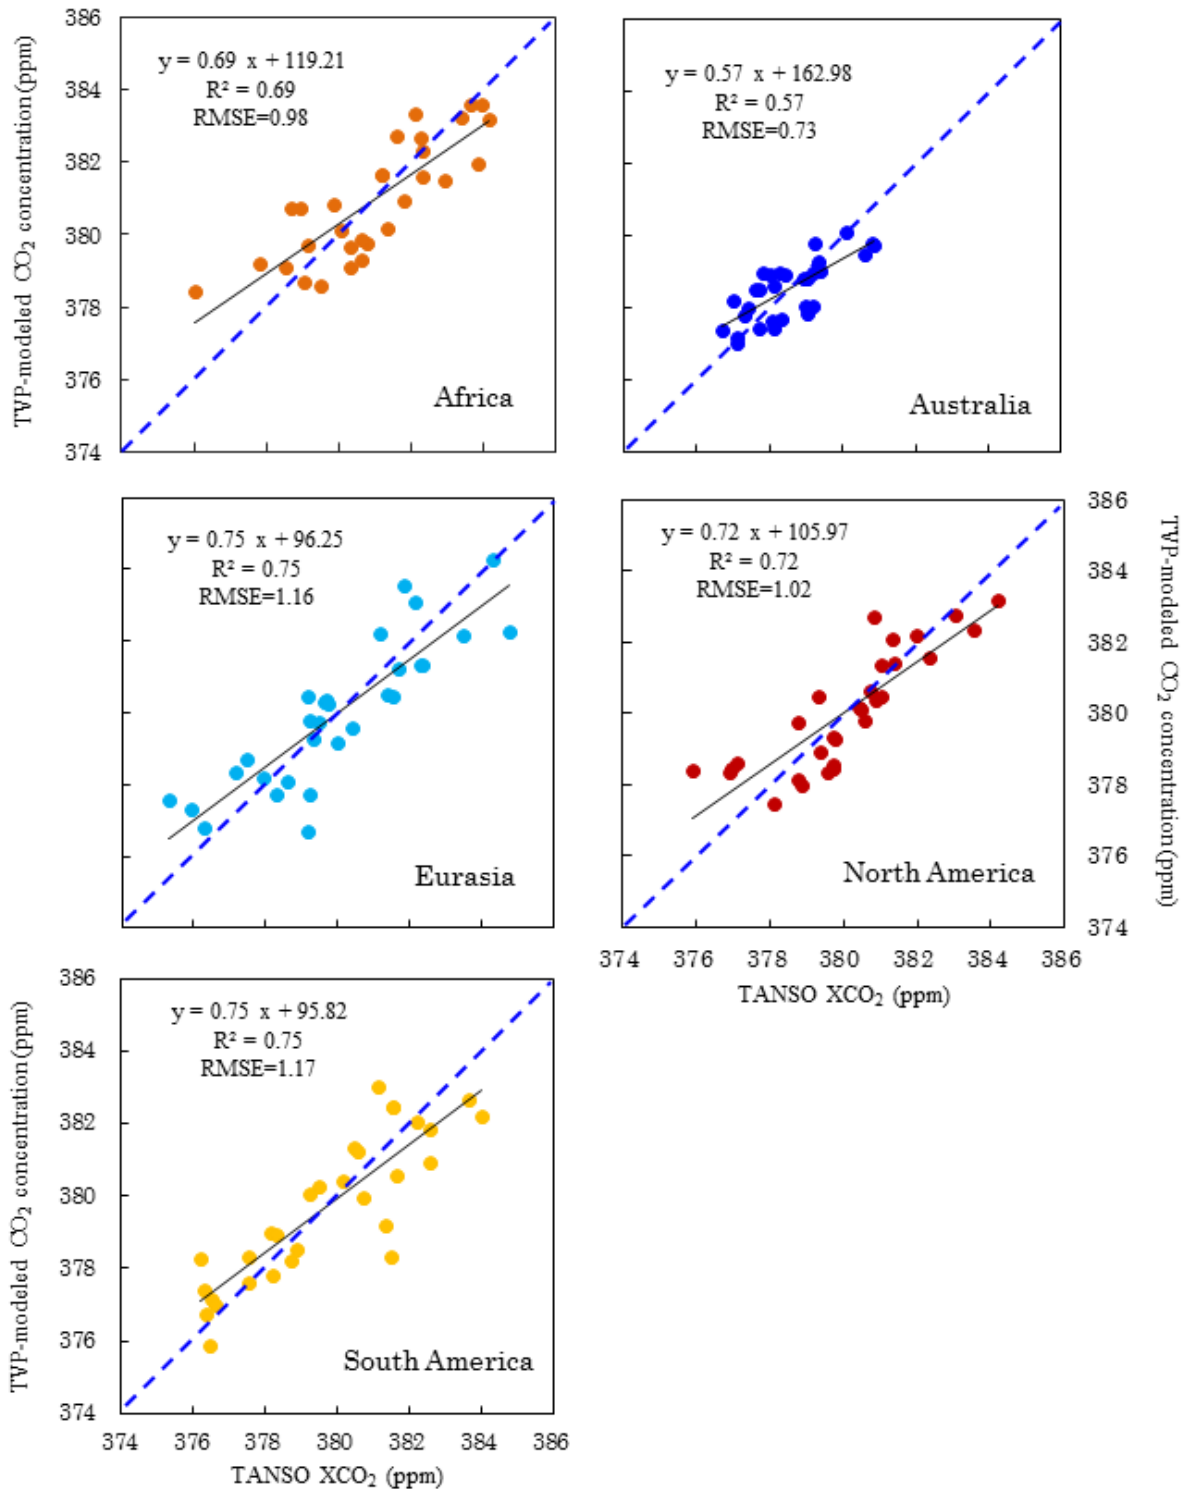 386
384
382
380
378
376
374
TVP-modeled CO₂ concentration (ppm)
y = 0.69 x + 119.21
R² = 0.69
RMSE=0.98
Africa
y = 0.57 x + 162.98
R² = 0.57
RMSE=0.73
Australia
y = 0.75 x + 96.25
R² = 0.75
RMSE=1.16
Eurasia
y = 0.72 x + 105.97
R² = 0.72
RMSE=1.02
North America
386
384
382
380
378
376
374
TVP-modeled CO₂ concentration (ppm)
374 376 378 380 382 384 386
TANSO XCO₂ (ppm)
386
384
382
380
378
376
374
TVP-modeled CO₂ concentration (ppm)
y = 0.75 x + 95.82
R² = 0.75
RMSE=1.17
South America
374 376 378 380 382 384 386
TANSO XCO₂ (ppm)